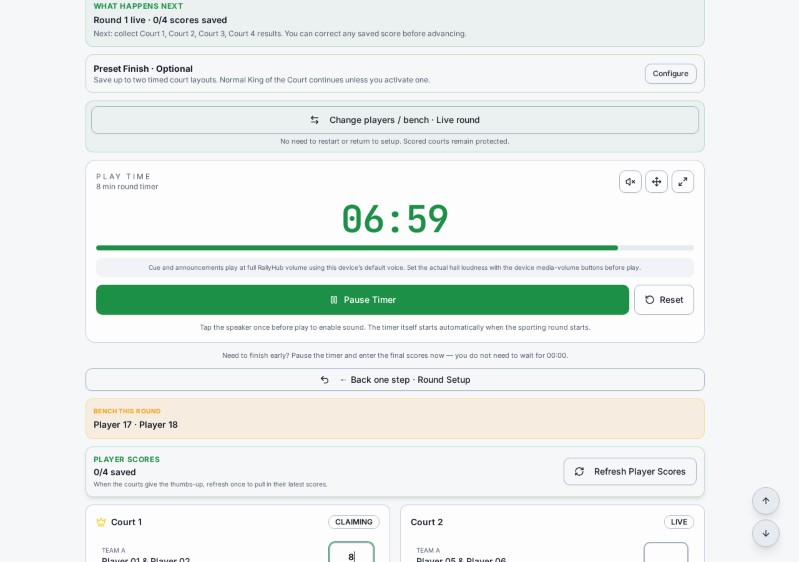 WHAT HAPPENS NEXT
Round 1 live · 0/4 scores saved
Next: collect Court 1, Court 2, Court 3, Court 4 results. You can correct any saved score before advancing.
Preset Finish · Optional
Save up to two timed court layouts. Normal King of the Court continues unless you activate one.
Configure
Change players / bench · Live round
No need to restart or return to setup. Scored courts remain protected.
PLAY TIME
8 min round timer
06:59
Cue and announcements play at full RallyHub volume using this device's default voice. Set the actual hall loudness with the device media-volume buttons before play.
Pause Timer
Reset
Tap the speaker once before play to enable sound. The timer itself starts automatically when the sporting round starts.
Need to finish early? Pause the timer and enter the final scores now — you do not need to wait for 00:00.
← Back one step · Round Setup
BENCH THIS ROUND
Player 17 · Player 18
PLAYER SCORES
0/4 saved
When the courts give the thumbs-up, refresh once to pull in their latest scores.
Refresh Player Scores
Court 1
CLAIMING
TEAM A
Player 01 & Player 02
8
Court 2
LIVE
TEAM A
Player 05 & Player 06